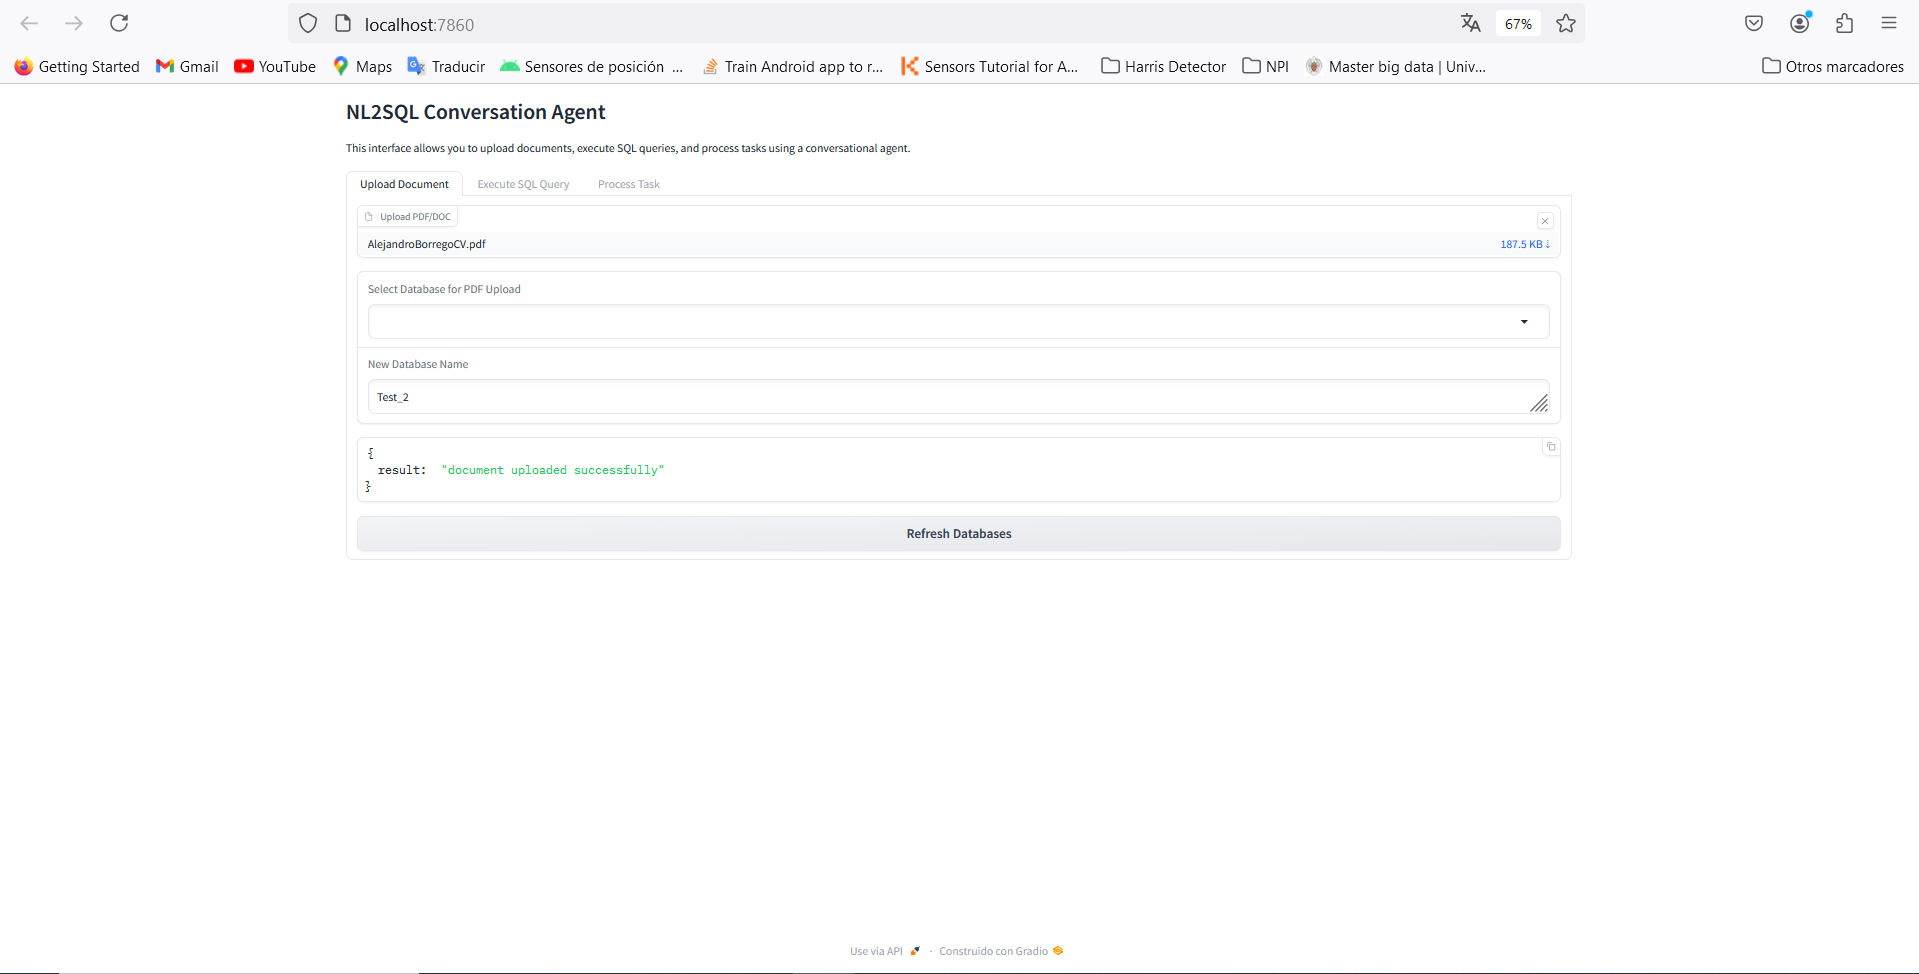 localhost:7860
67%
Getting Started
Gmail
YouTube
Maps
Traducir
Sensores de posición ...
Train Android app to r...
Sensors Tutorial for A...
Harris Detector
NPI
Master big data | Univ...
Otros marcadores
NL2SQL Conversation Agent
This interface allows you to upload documents, execute SQL queries, and process tasks using a conversational agent.
Upload Document
Execute SQL Query
Process Task
Upload PDF/DOC
AlejandroBorregoCV.pdf
187.5 KB ⇣
Select Database for PDF Upload
New Database Name
Test_2
{
result: "document uploaded successfully"
}
Refresh Databases
Use via API · Construido con Gradio